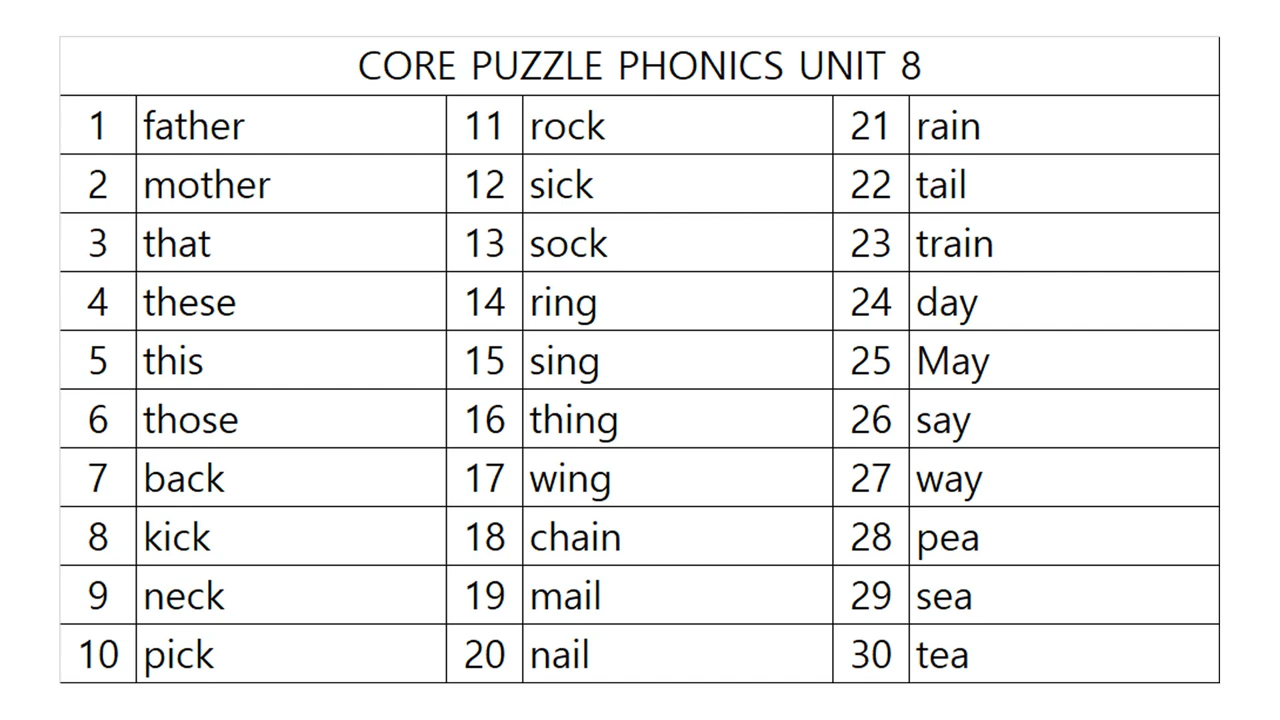 CORE PUZZLE PHONICS UNIT 8
1 father 11 rock 21 rain
2 mother 12 sick 22 tail
3 that 13 sock 23 train
4 these 14 ring 24 day
5 this 15 sing 25 May
6 those 16 thing 26 say
7 back 17 wing 27 way
8 kick 18 chain 28 pea
9 neck 19 mail 29 sea
10 pick 20 nail 30 tea